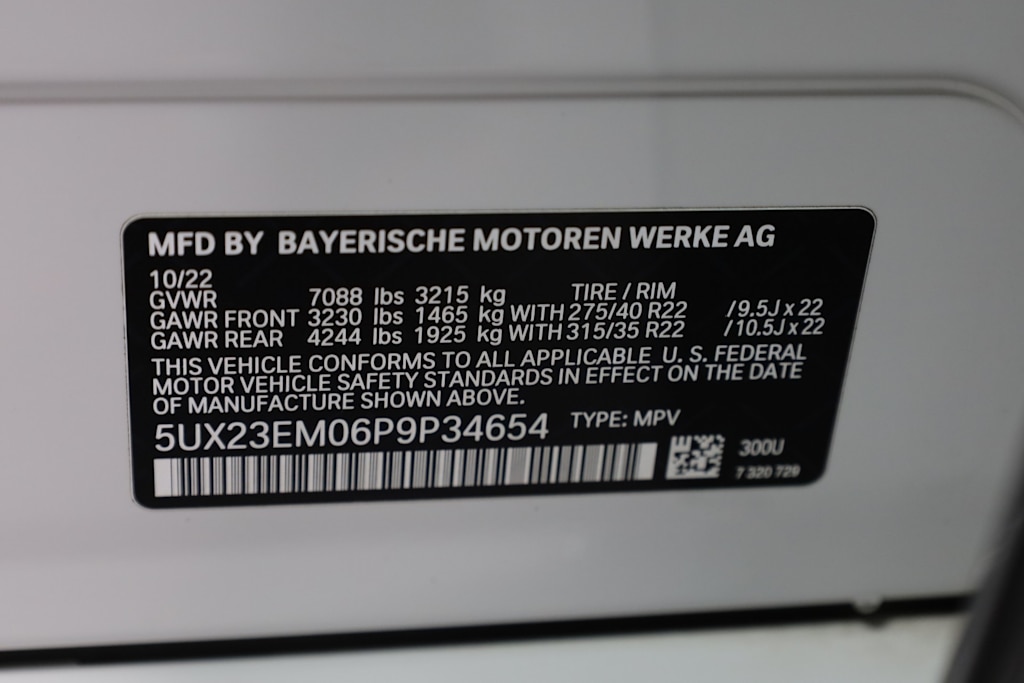 MFD BY BAYERISCHE MOTOREN WERKE AG
10/22
GVWR 7088 lbs 3215 kg TIRE / RIM
GAWR FRONT 3230 lbs 1465 kg WITH 275/40 R22 / 9.5J x 22
GAWR REAR 4244 lbs 1925 kg WITH 315/35 R22 / 10.5J x 22
THIS VEHICLE CONFORMS TO ALL APPLICABLE U. S. FEDERAL
MOTOR VEHICLE SAFETY STANDARDS IN EFFECT ON THE DATE
OF MANUFACTURE SHOWN ABOVE.
5UX23EM06P9P34654 TYPE: MPV
300U
7 320 729